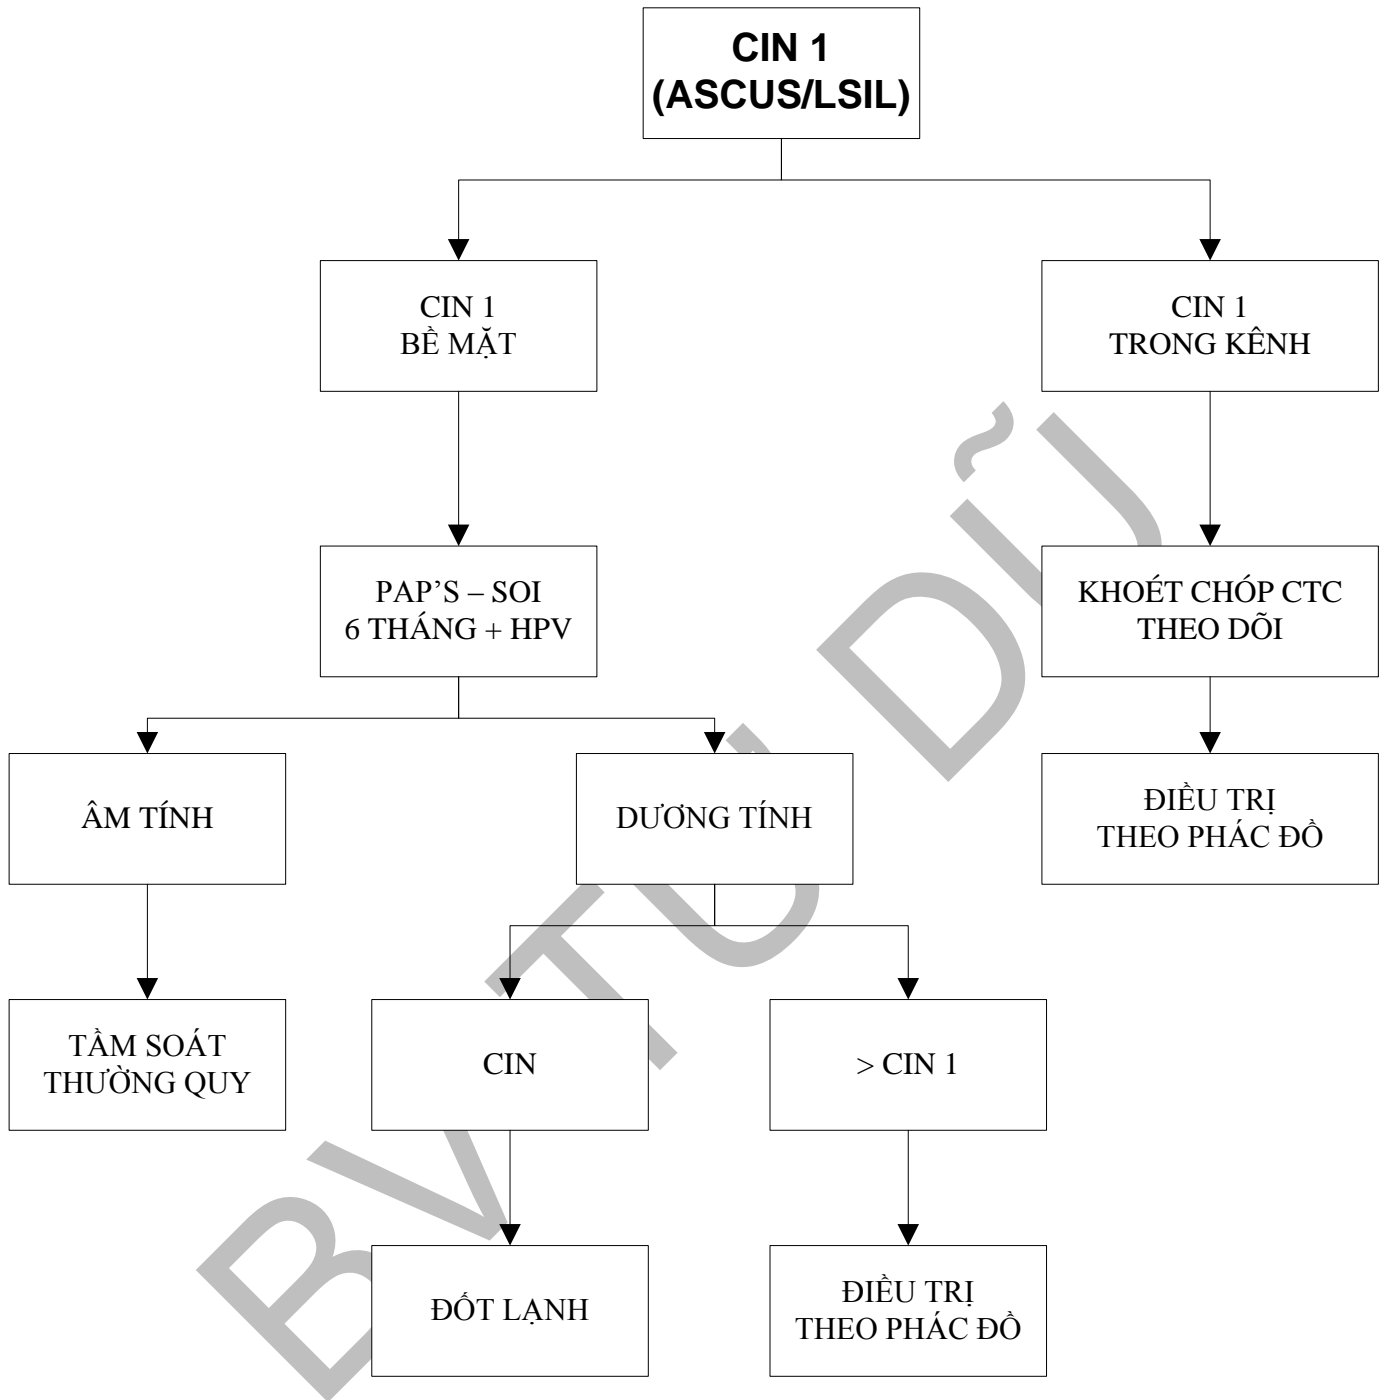 CIN 1
(ASCUS/LSIL)
CIN 1
BỀ MẶT
CIN 1
TRONG KÊNH
PAP’S – SOI
6 THÁNG + HPV
KHOÉT CHÓP CTC
THEO DÕI
ÂM TÍNH
DƯƠNG TÍNH
ĐIỀU TRỊ
THEO PHÁC ĐỒ
TẦM SOÁT
THƯỜNG QUY
CIN
> CIN 1
ĐỐT LẠNH
ĐIỀU TRỊ
THEO PHÁC ĐỒ
BV TỪ DŨ